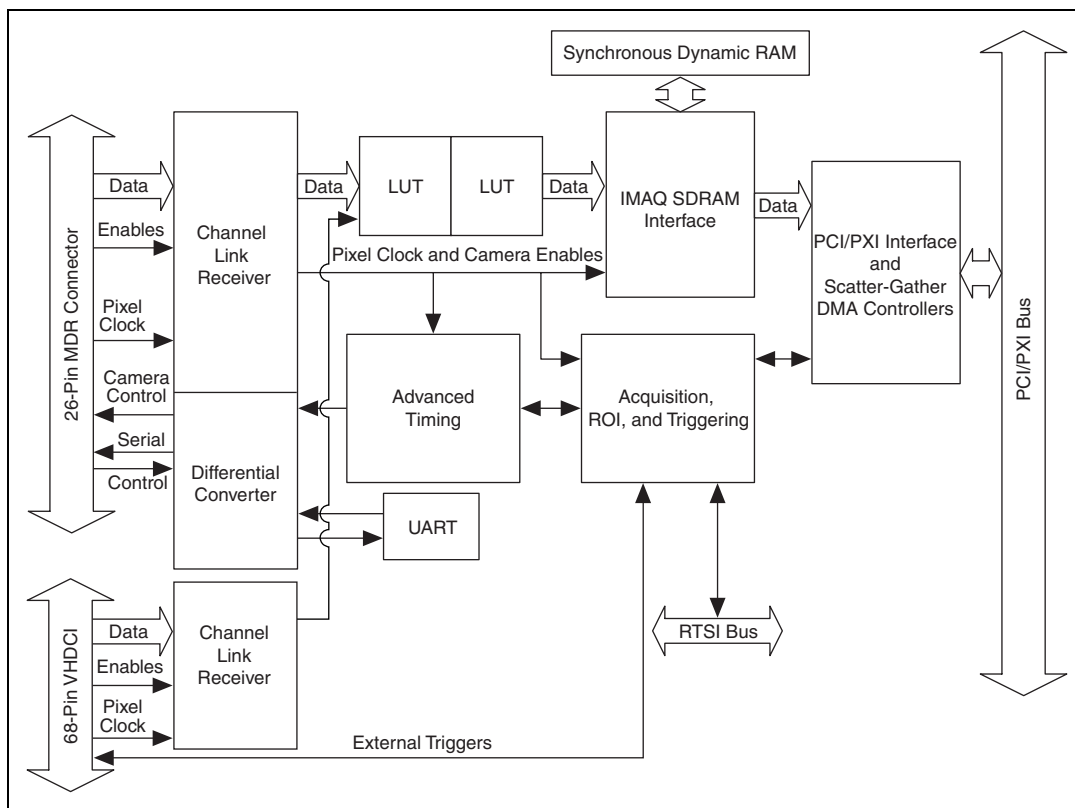 Synchronous Dynamic RAM
26-Pin MDR Connector
Data
Enables
Pixel
Clock
Camera
Control
Serial
Control
Channel
Link
Receiver
Differential
Converter
Data
LUT
LUT
Data
IMAQ SDRAM
Interface
Data
PCI/PXI Interface
and
Scatter-Gather
DMA Controllers
PCI/PXI Bus
Pixel Clock and Camera Enables
Advanced
Timing
Acquisition,
ROI, and Triggering
UART
RTSI Bus
68-Pin VHDCI
Data
Enables
Pixel
Clock
Channel
Link
Receiver
External Triggers